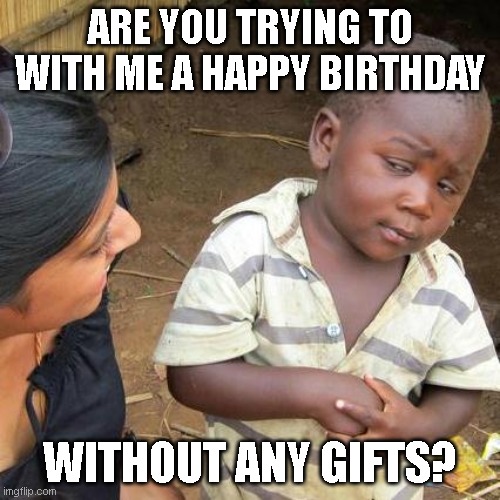 ARE YOU TRYING TO
WITH ME A HAPPY BIRTHDAY
WITHOUT ANY GIFTS?
imgflip.com